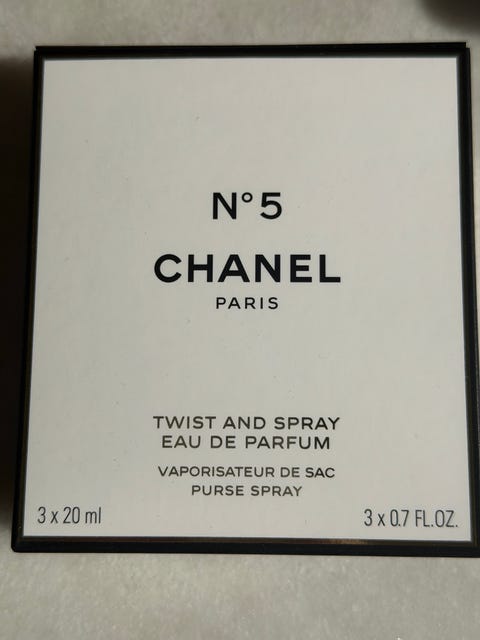 N°5
CHANEL
PARIS
TWIST AND SPRAY
EAU DE PARFUM
VAPORISATEUR DE SAC
PURSE SPRAY
3 x 20 ml
3 x 0.7 FL.OZ.